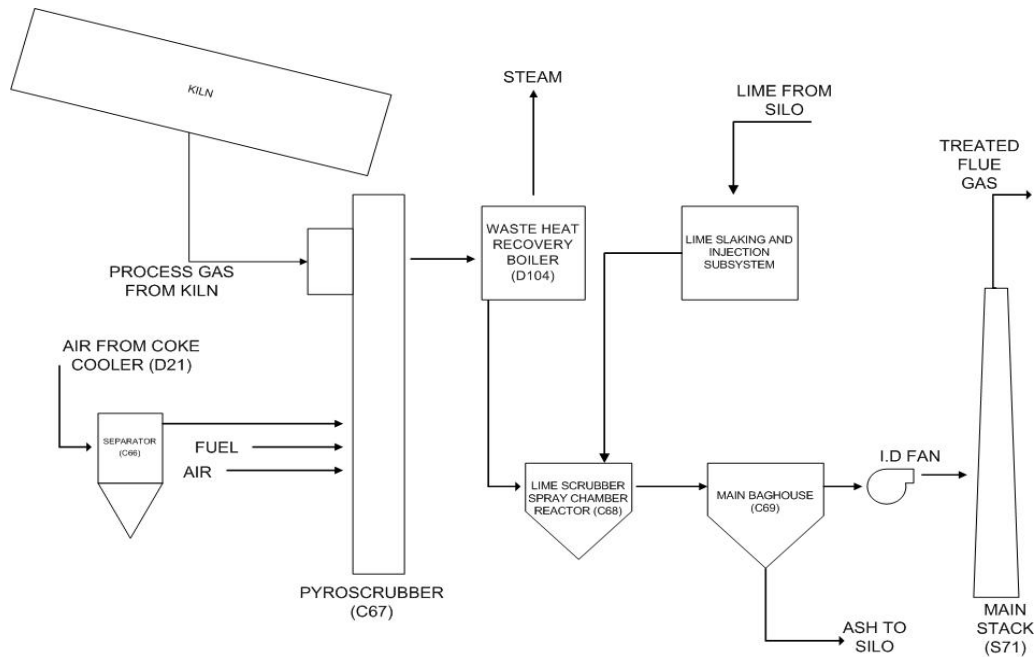 KILN
STEAM
LIME FROM
SILO
TREATED
FLUE
GAS
WASTE HEAT
RECOVERY
BOILER
(D104)
LIME SLAKING AND
INJECTION
SUBSYSTEM
PROCESS GAS
FROM KILN
AIR FROM COKE
COOLER (D21)
SEPARATOR
(C66)
FUEL
AIR
LIME SCRUBBER
SPRAY CHAMBER
REACTOR (C68)
MAIN BAGHOUSE
(C69)
I.D FAN
PYROSCRUBBER
(C67)
ASH TO
SILO
MAIN
STACK
(S71)